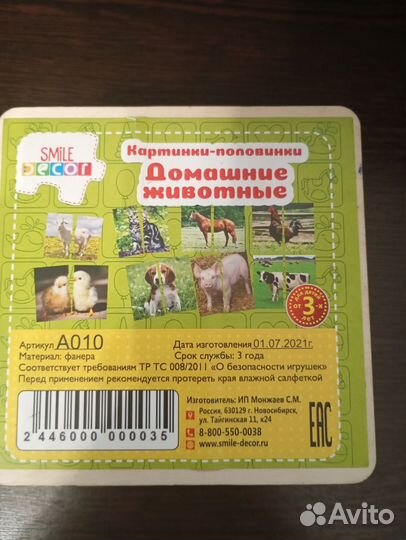 SMILE
DECOR
Картинки-половинки
Домашние
животные
ДЛЯ ДЕТЕЙ
ОТ 3-Х
ЛЕТ
Артикул А010
Дата изготовления 01.07.2021г.
Материал: фанера
Срок службы: 3 года
Соответствует требованиям ТР ТС 008/2011 «О безопасности игрушек»
Перед применением рекомендуется протереть края влажной салфеткой
Изготовитель: ИП Монжаев С.М.
Россия, 630129 г. Новосибирск,
ул. Тайгинская 11, к24
8-800-550-0038
www.smile-decor.ru
2 446000 000035
EAC
Avito